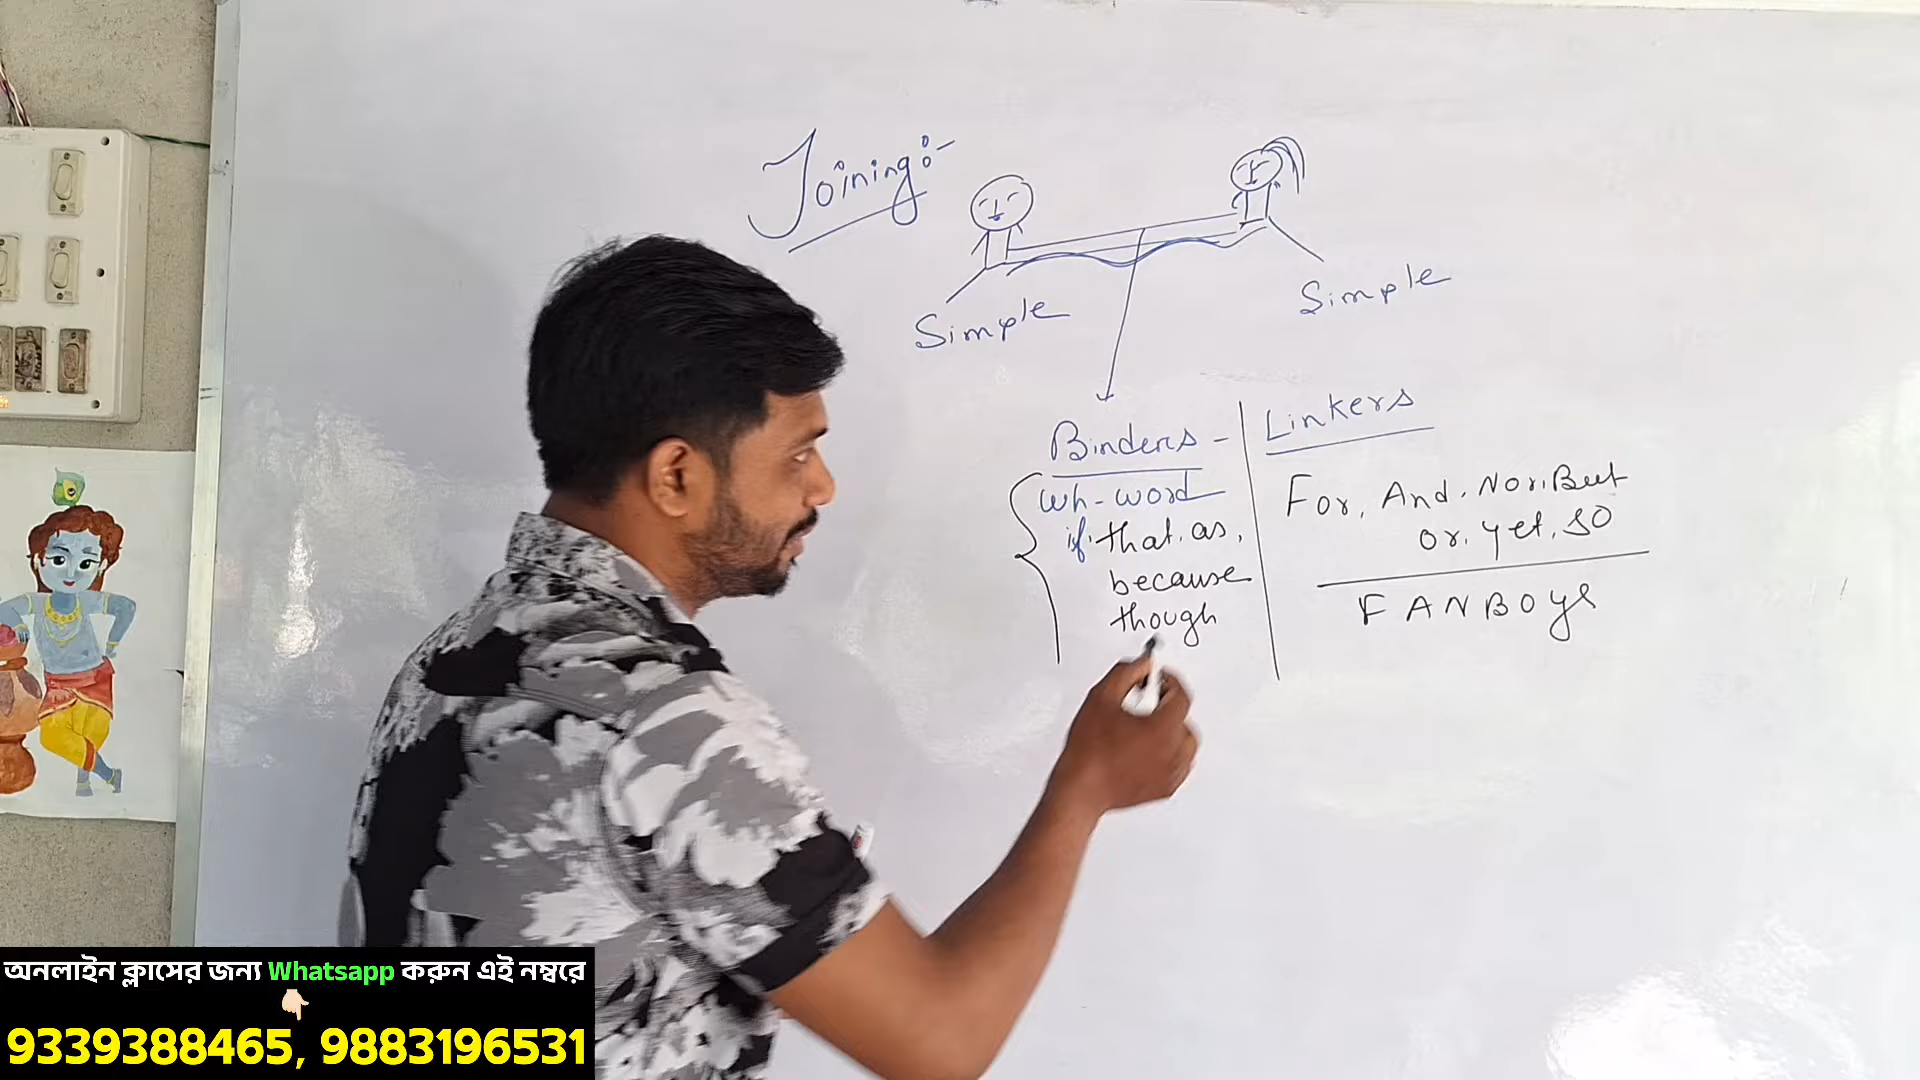 Joining:-
Simple
Simple
Binders -
Linkers
wh-word
if. that. as,
because
though
For, And. Nor. But
or. yet. so
FANBOYS
অনলাইন ক্লাসের জন্য Whatsapp করুন এই নম্বরে
👇🏻
9339388465, 9883196531